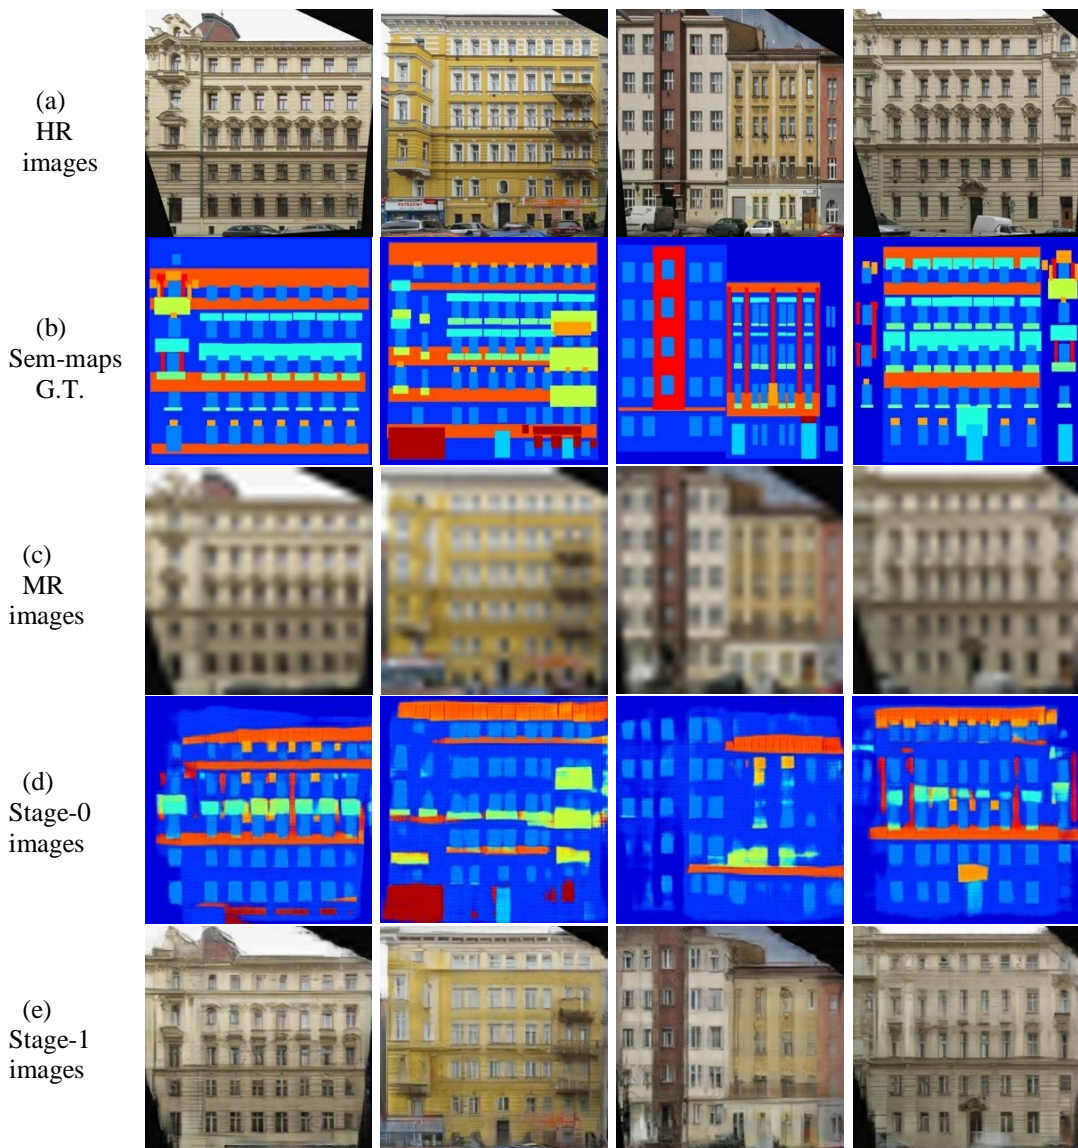 (a)
HR
images
(b)
Sem-maps
G.T.
(c)
MR
images
(d)
Stage-0
images
(e)
Stage-1
images